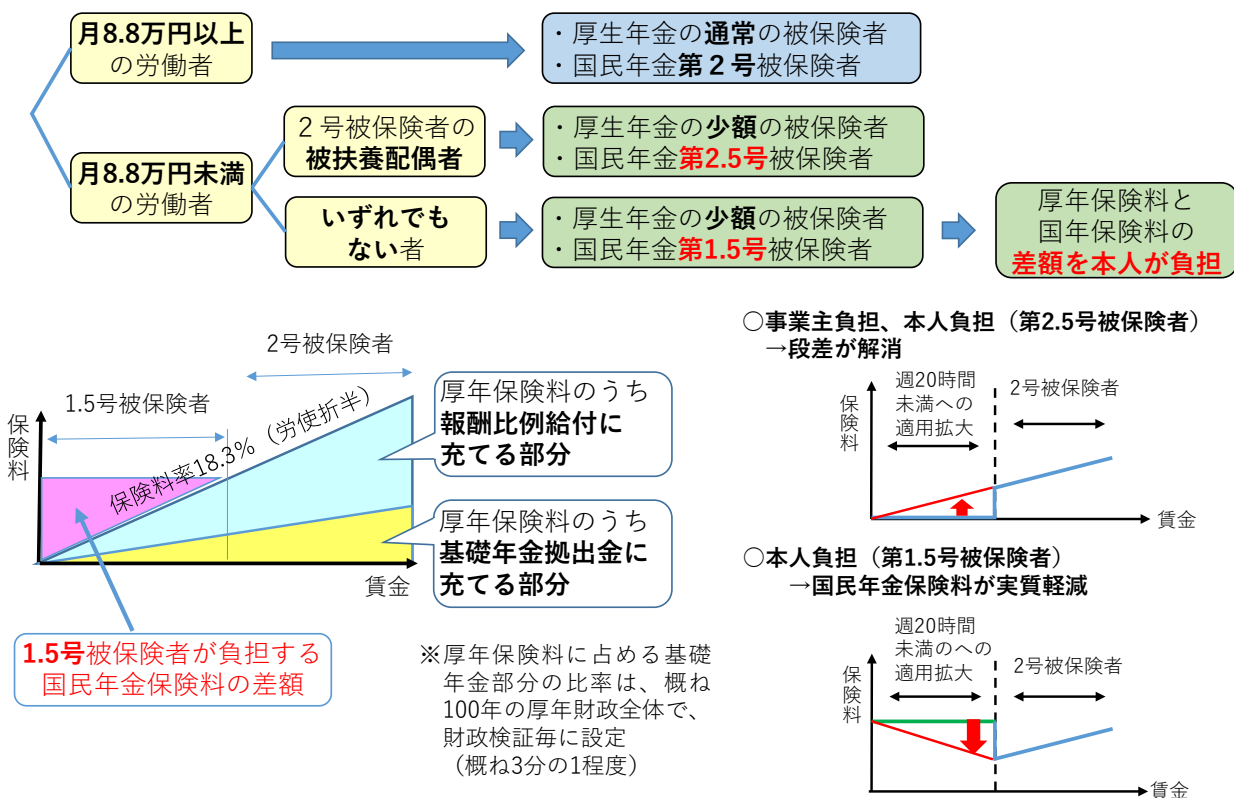 月8.8万円以上
の労働者
・厚生年金の通常の被保険者
・国民年金第２号被保険者
２号被保険者の
被扶養配偶者
・厚生年金の少額の被保険者
・国民年金第2.5号被保険者
月8.8万円未満
の労働者
いずれでも
ない者
・厚生年金の少額の被保険者
・国民年金第1.5号被保険者
厚年保険料と
国年保険料の
差額を本人が負担
2号被保険者
1.5号被保険者
保険料
保険料率18.3%（労使折半）
賃金
厚年保険料のうち
報酬比例給付に
充てる部分
厚年保険料のうち
基礎年金拠出金に
充てる部分
1.5号被保険者が負担する
国民年金保険料の差額
※厚年保険料に占める基礎
年金部分の比率は、概ね
100年の厚年財政全体で、
財政検証毎に設定
（概ね3分の1程度）
○事業主負担、本人負担（第2.5号被保険者）
→段差が解消
週20時間
未満への
適用拡大
2号被保険者
保険料
賃金
○本人負担（第1.5号被保険者）
→国民年金保険料が実質軽減
週20時間
未満のへの
適用拡大
2号被保険者
保険料
賃金